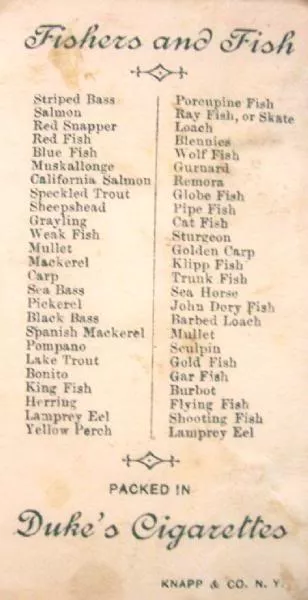 Fishers and Fish
Striped Bass
Salmon
Red Snapper
Red Fish
Blue Fish
Muskallonge
California Salmon
Speckled Trout
Sheepshead
Grayling
Weak Fish
Mullet
Mackerel
Carp
Sea Bass
Pickerel
Black Bass
Spanish Mackerel
Pompano
Lake Trout
Bonito
King Fish
Herring
Lamprey Eel
Yellow Perch
Porcupine Fish
Ray Fish, or Skate
Loach
Blennies
Wolf Fish
Gurnard
Remora
Globe Fish
Pipe Fish
Cat Fish
Sturgeon
Golden Carp
Klipp Fish
Trunk Fish
Sea Horse
John Dory Fish
Barbed Loach
Mullet
Sculpin
Gold Fish
Gar Fish
Burbot
Flying Fish
Shooting Fish
Lamprey Eel
PACKED IN
Duke's Cigarettes
KNAPP & CO. N. Y.